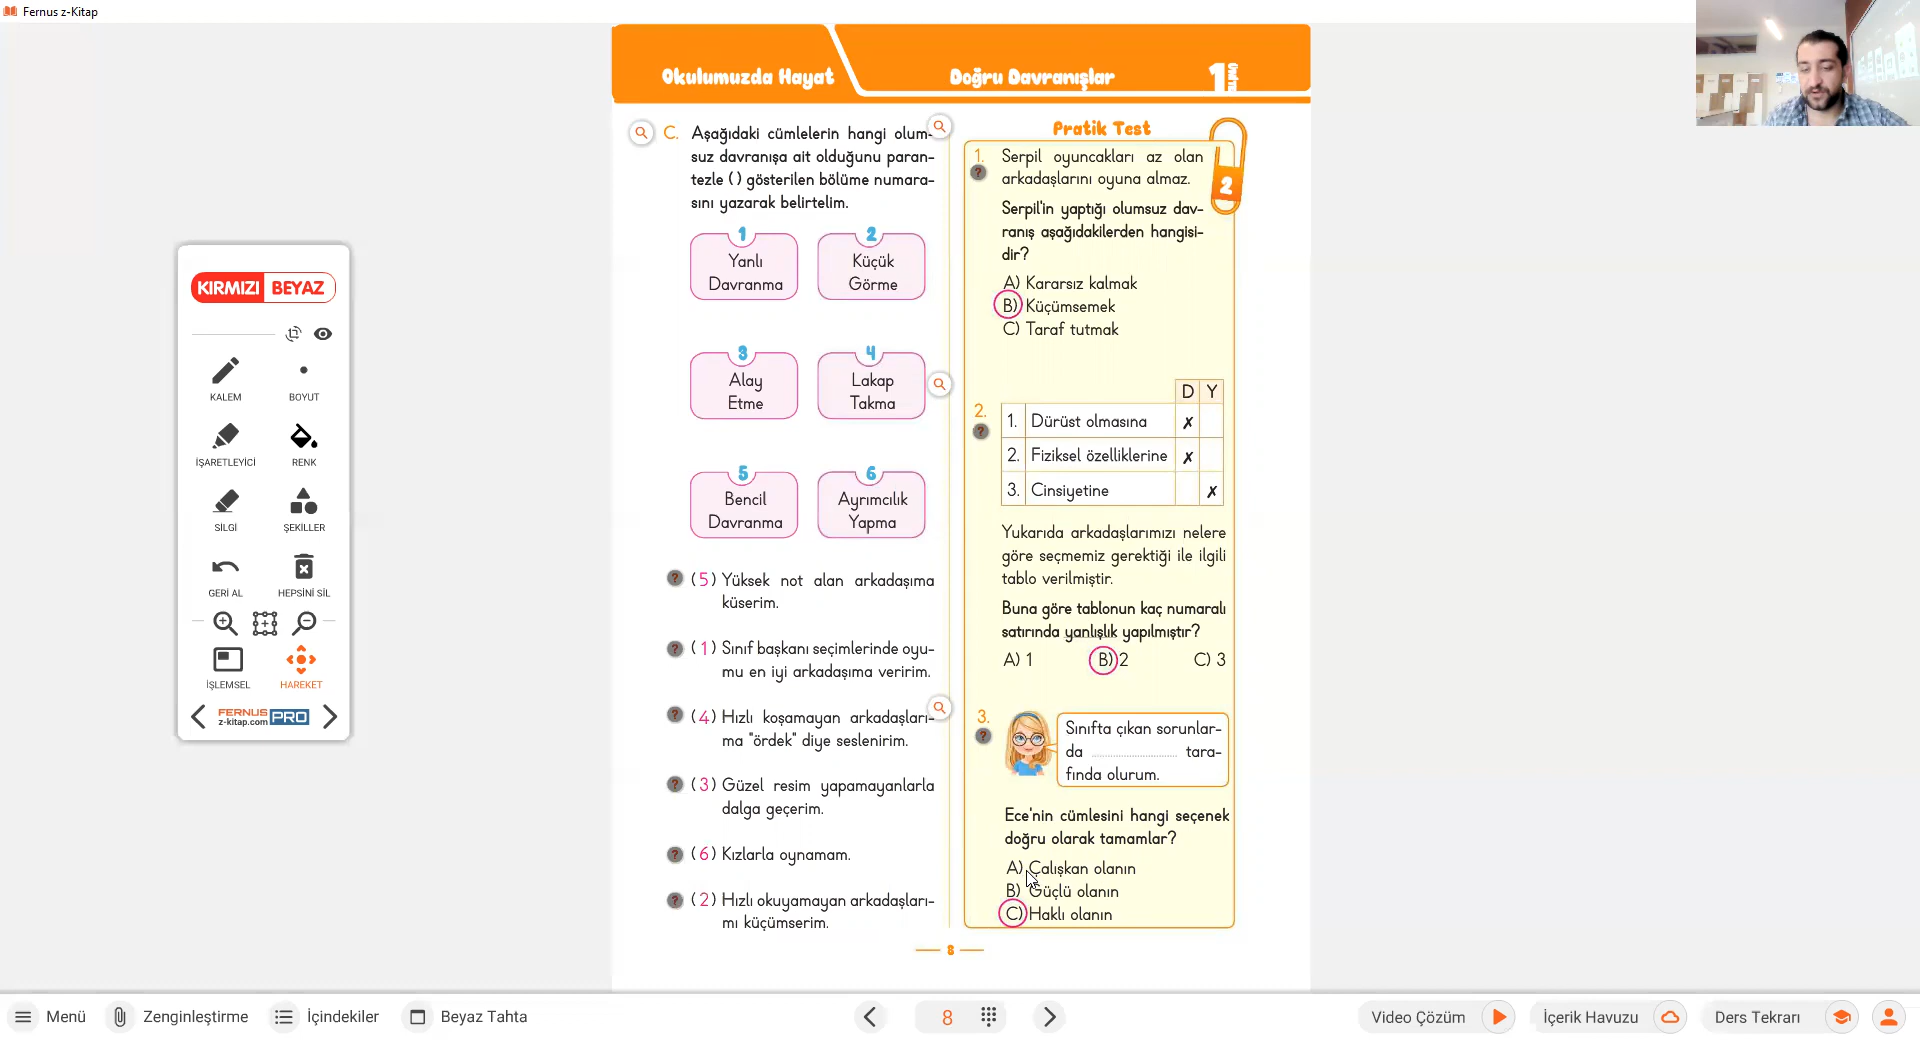 Fernus z-Kitap
Okulumuzda Hayat
Doğru Davranışlar
1
KIRMIZI BEYAZ
KALEM
BOYUT
İŞARETLEYİCİ
RENK
SİLGİ
ŞEKİLLER
GERİ AL
HEPSİNİ SİL
İŞLEMSEL
HAREKET
FERNUS
z-kitap.com PRO
C. Aşağıdaki cümlelerin hangi olum-
suz davranışa ait olduğunu paran-
tezle ( ) gösterilen bölüme numara-
sını yazarak belirtelim.
1
Yanlı
Davranma
2
Küçük
Görme
3
Alay
Etme
4
Lakap
Takma
5
Bencil
Davranma
6
Ayrımcılık
Yapma
(5) Yüksek not alan arkadaşıma
küserim.
(1) Sınıf başkanı seçimlerinde oyu-
mu en iyi arkadaşıma veririm.
(4) Hızlı koşamayan arkadaşları-
ma "ördek" diye seslenirim.
(3) Güzel resim yapamayanlarla
dalga geçerim.
(6) Kızlarla oynamam.
(2) Hızlı okuyamayan arkadaşları-
mı küçümserim.
Pratik Test
2
1. Serpil oyuncakları az olan
arkadaşlarını oyuna almaz.
Serpil'in yaptığı olumsuz dav-
ranış aşağıdakilerden hangisi-
dir?
A) Kararsız kalmak
B) Küçümsemek
C) Taraf tutmak
D Y
2.
1. Dürüst olmasına ✗
2. Fiziksel özelliklerine ✗
3. Cinsiyetine ✗
Yukarıda arkadaşlarımızı nelere
göre seçmemiz gerektiği ile ilgili
tablo verilmiştir.
Buna göre tablonun kaç numaralı
satırında yanlışlık yapılmıştır?
A) 1 B) 2 C) 3
3.
Sınıfta çıkan sorunlar-
da .................... tara-
fında olurum.
Ece'nin cümlesini hangi seçenek
doğru olarak tamamlar?
A) Çalışkan olanın
B) Güçlü olanın
C) Haklı olanın
8
Menü
Zenginleştirme
İçindekiler
Beyaz Tahta
8
Video Çözüm
İçerik Havuzu
Ders Tekrarı